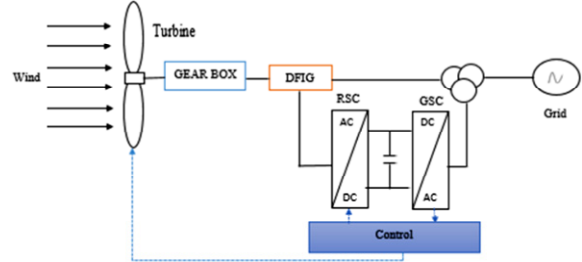 Turbine
Wind
GEAR BOX
DFIG
Grid
RSC
GSC
AC
DC
DC
AC
Control